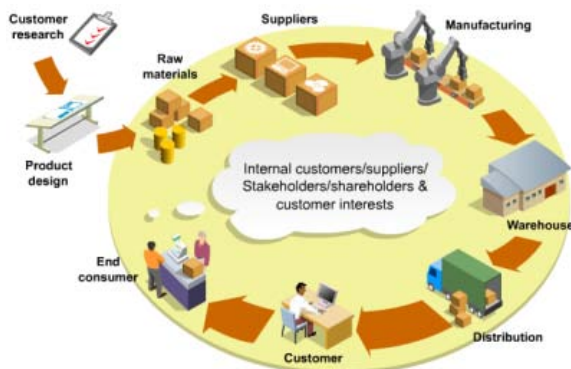 Customer
research
Product
design
Raw
materials
Suppliers
Manufacturing
Warehouse
Distribution
Customer
End
consumer
Internal customers/suppliers/
Stakeholders/shareholders &
customer interests